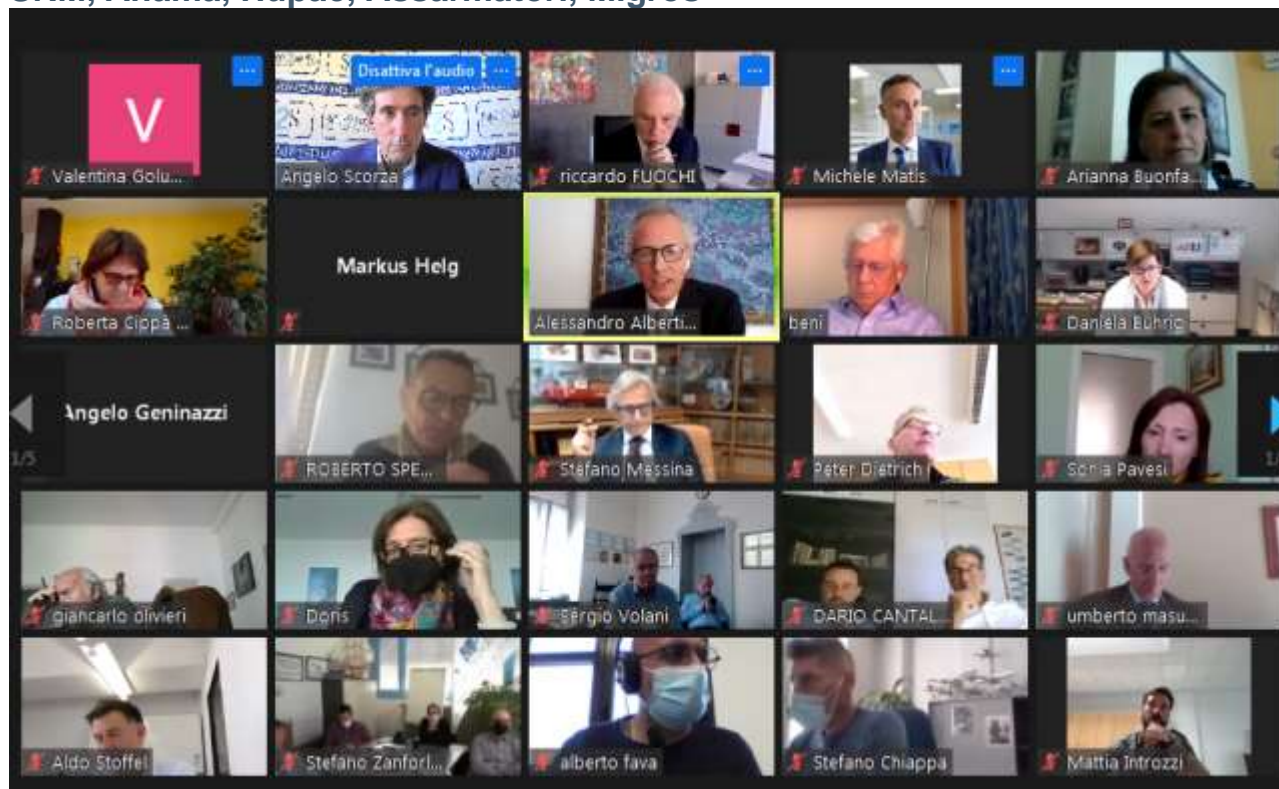 V
Disattiva l'audio
Valentina Golu...
Angelo Scorza
riccardo FUOCHI
Michele Matis
Arianna Buonfa...
Roberta Cippà ...
Markus Helg
Alessandro Alberti...
beni
Daniela Bührig
Angelo Geninazzi
1/5
ROBERTO SPE...
Stefano Messina
Peter Dietrich
Sonia Pavesi
giancarlo olivieri
Doris
Sergio Volani
DARIO CANTAL...
umberto masu...
Aldo Stoffel
Stefano Zanforl...
alberto fava
Stefano Chiappa
Mattia Introzzi